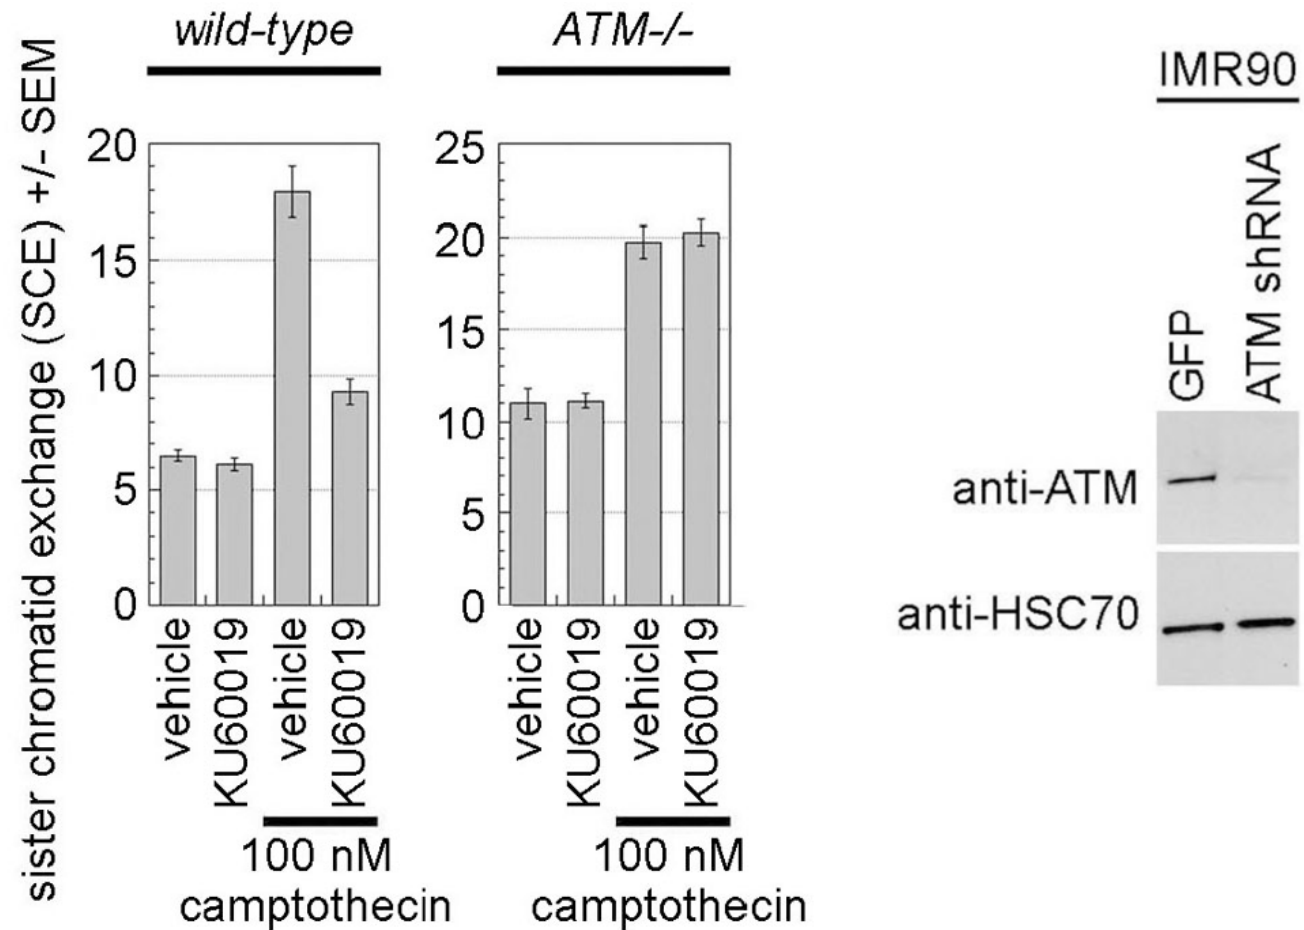 sister chromatid exchange (SCE) +/- SEM
wild-type
20
15
10
5
0
vehicle
KU60019
vehicle
KU60019
100 nM
camptothecin
ATM-/-
25
20
15
10
5
0
vehicle
KU60019
vehicle
KU60019
100 nM
camptothecin
IMR90
GFP
ATM shRNA
anti-ATM
anti-HSC70